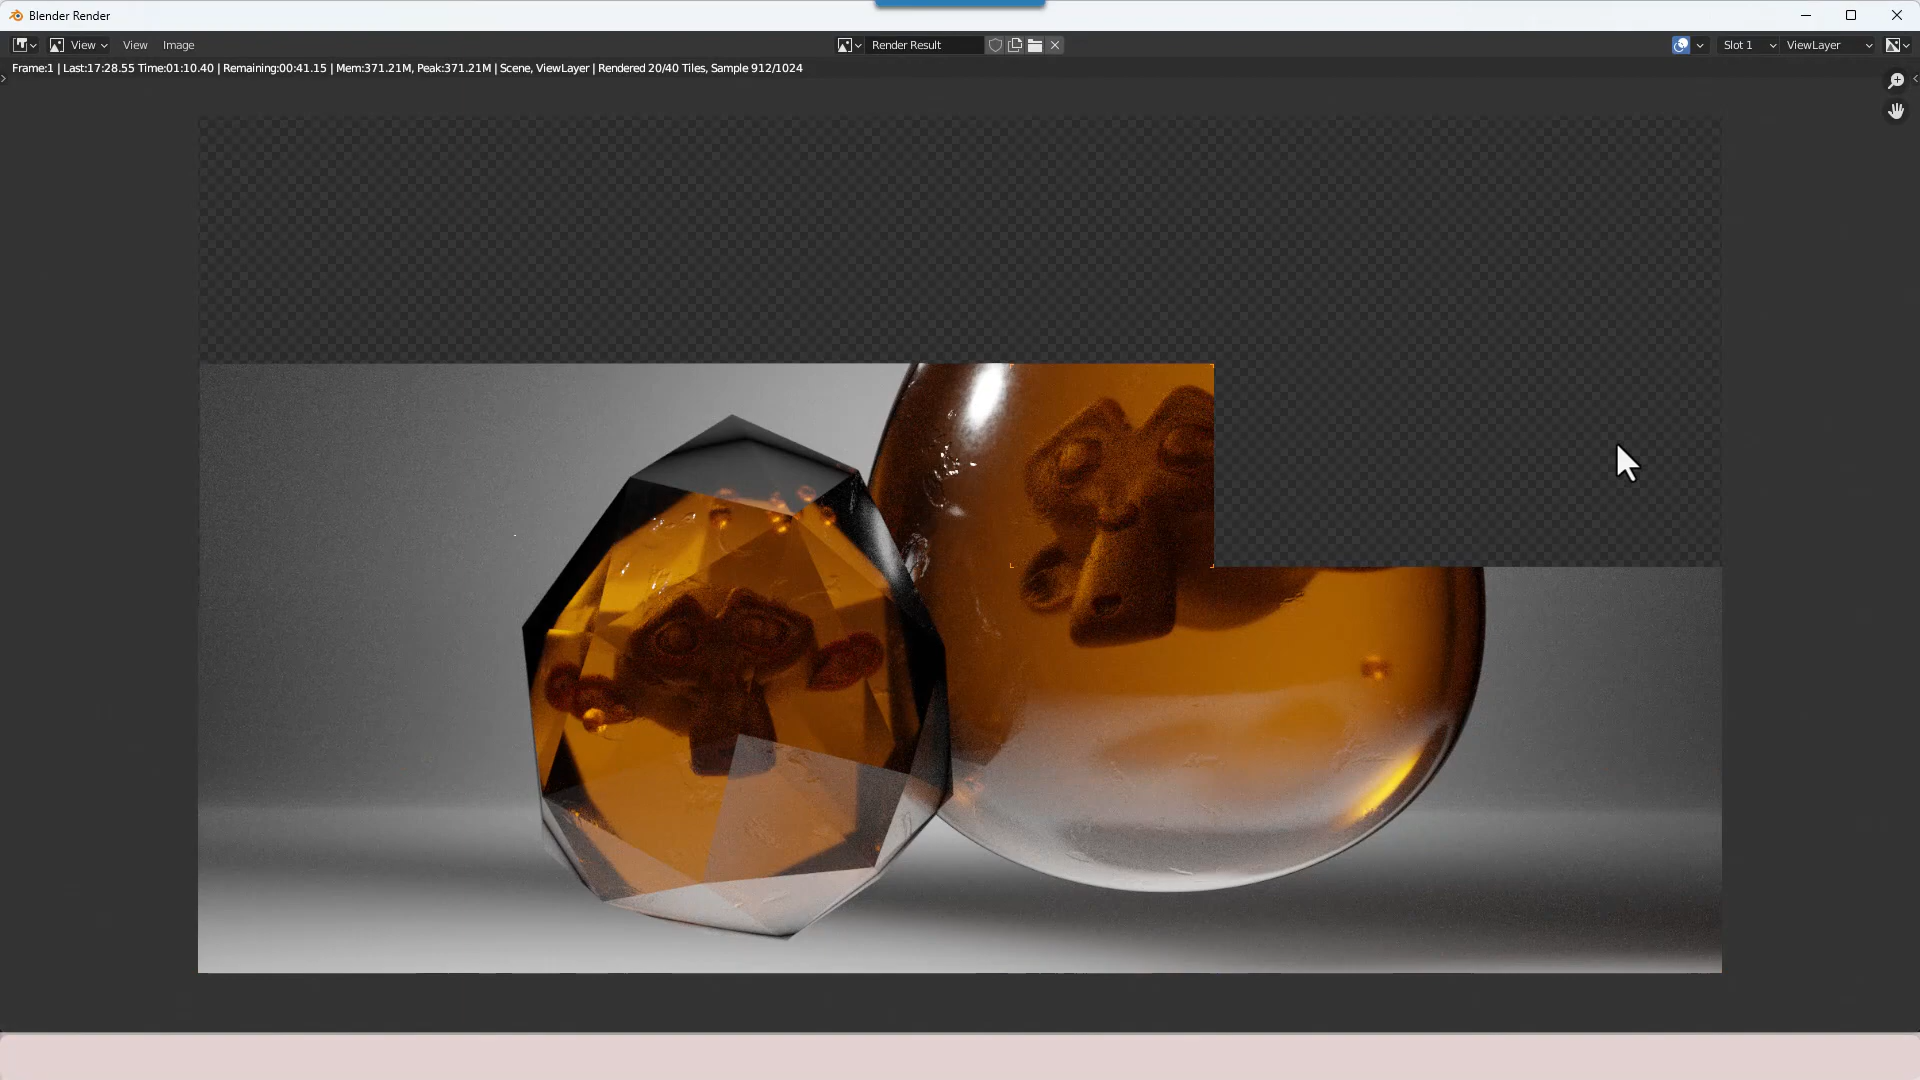 Blender Render
View View Image Render Result Slot 1 ViewLayer
Frame:1 | Last:17:28.55 Time:01:10.40 | Remaining:00:41.15 | Mem:371.21M, Peak:371.21M | Scene, ViewLayer | Rendered 20/40 Tiles, Sample 912/1024